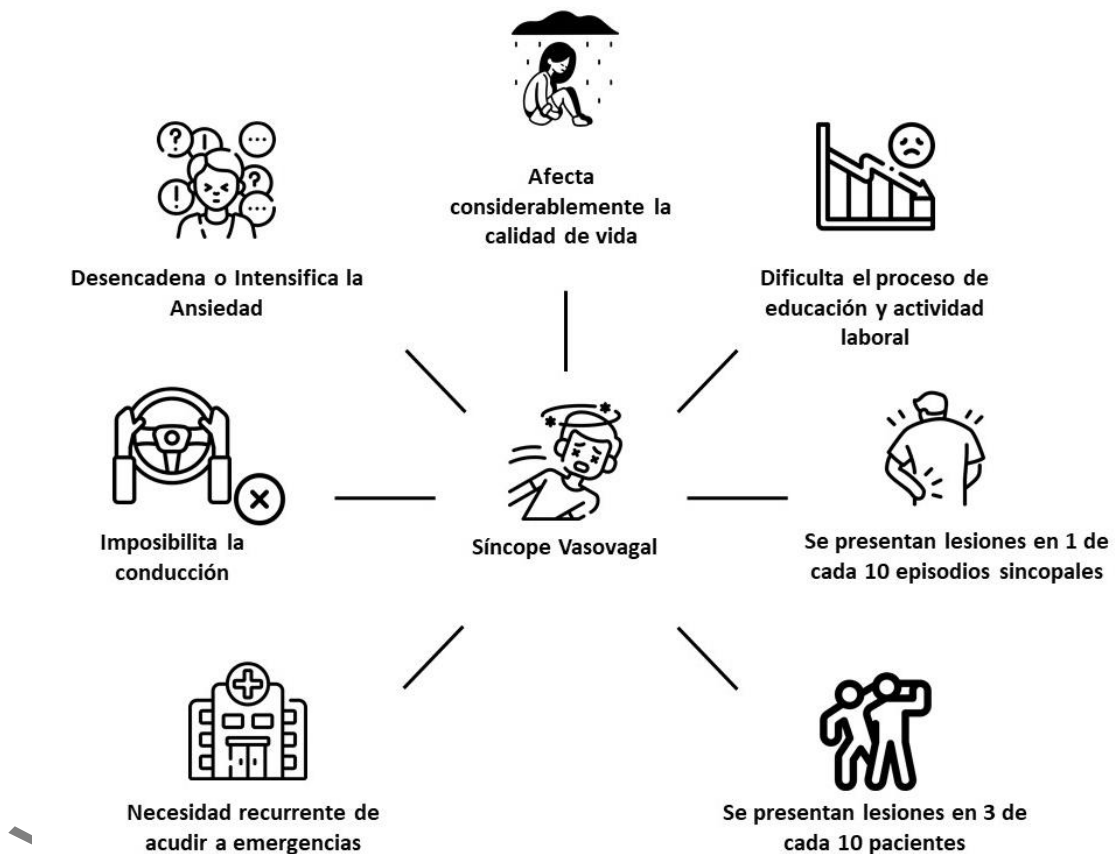 Afecta
considerablemente la
calidad de vida
Desencadena o Intensifica la
Ansiedad
Dificulta el proceso de
educación y actividad
laboral
Imposibilita la
conducción
Síncope Vasovagal
Se presentan lesiones en 1 de
cada 10 episodios sincopales
Necesidad recurrente de
acudir a emergencias
Se presentan lesiones en 3 de
cada 10 pacientes